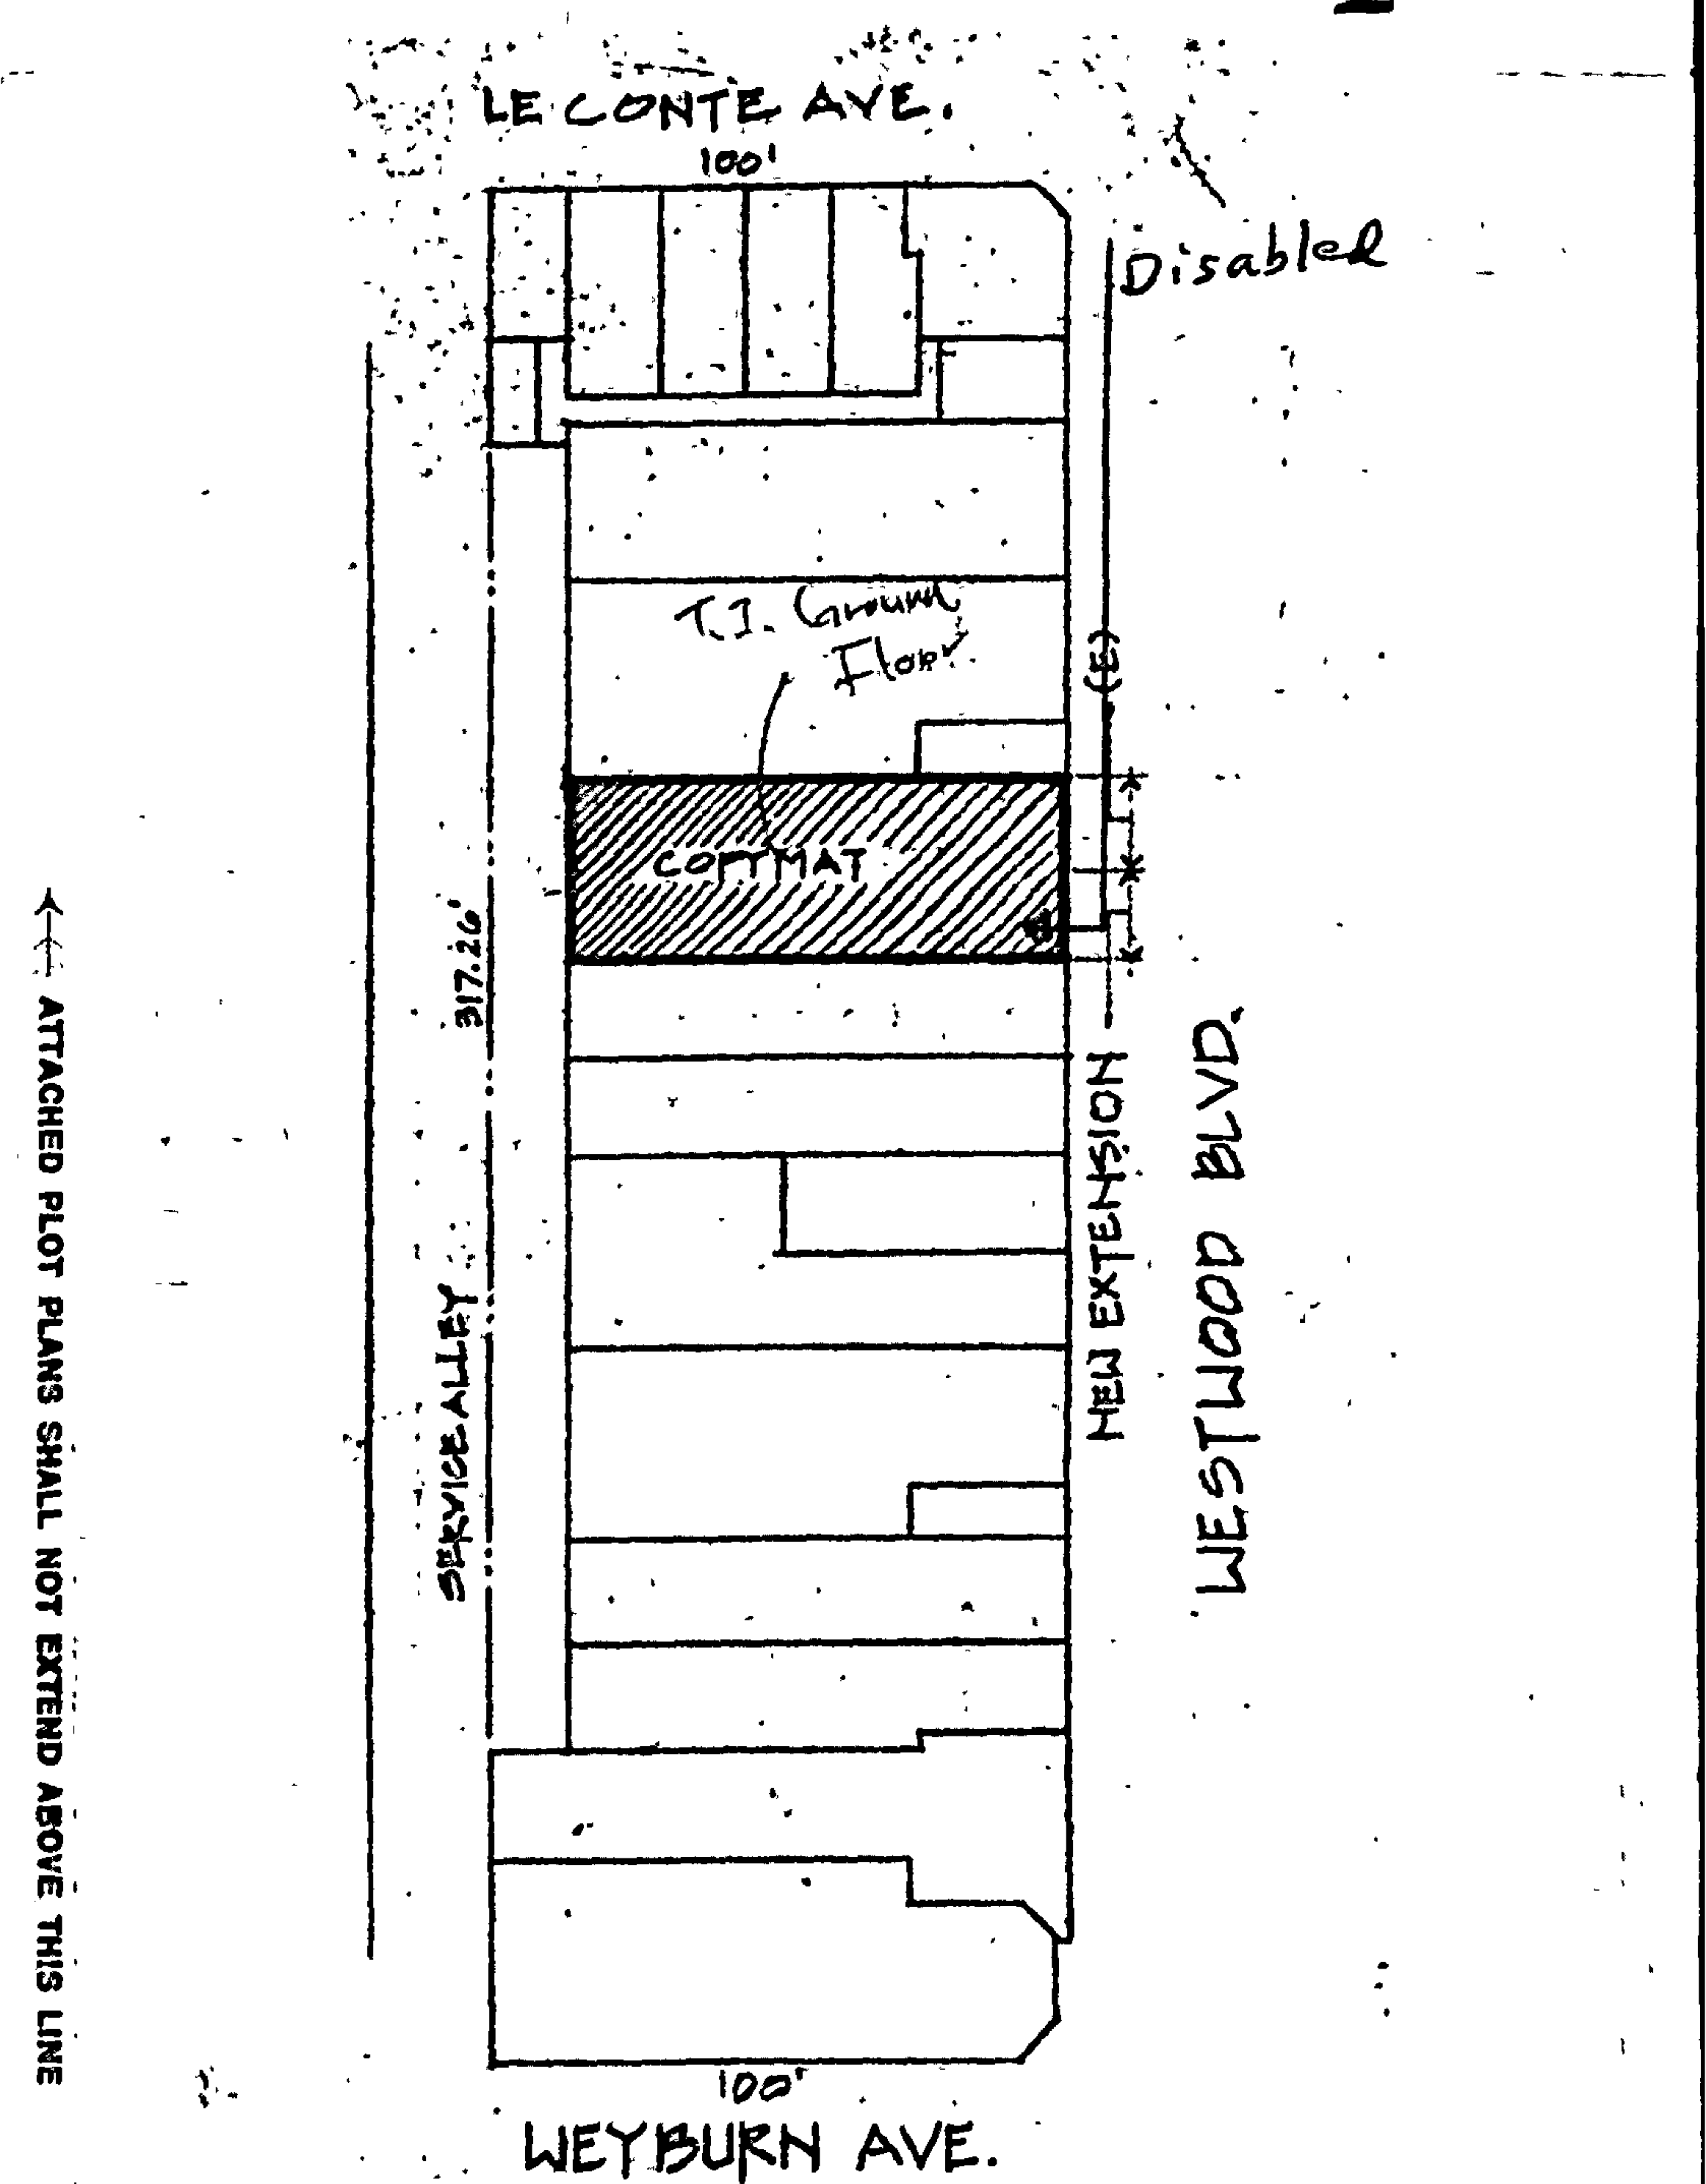 LE CONTE AVE.
100'
Disabled
T.I. Ground
Floor
(E)
COPYMAT
317.26'
SERVICE ALLEY
NEW EXTENSION
WESTWOOD BLVD.
ATTACHED PLOT PLANS SHALL NOT EXTEND ABOVE THIS LINE
100'
WEYBURN AVE.